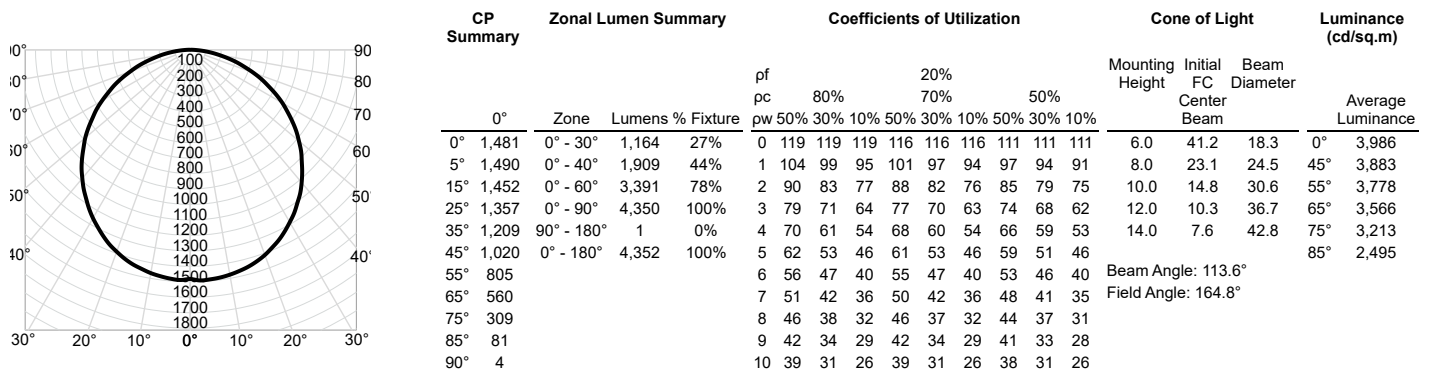 CP Summary Zonal Lumen Summary Coefficients of Utilization Cone of Light Luminance (cd/sq.m)
00° 90
80° 80
70° 70
60° 60
50° 50
40° 40°
30° 20° 10° 0° 10° 20° 30°
100
200
300
400
500
600
700
800
900
1000
1100
1200
1300
1400
1500
1600
1700
1800
0° Zone Lumens % Fixture
0° 1,481 0° - 30° 1,164 27%
5° 1,490 0° - 40° 1,909 44%
15° 1,452 0° - 60° 3,391 78%
25° 1,357 0° - 90° 4,350 100%
35° 1,209 90° - 180° 1 0%
45° 1,020 0° - 180° 4,352 100%
55° 805
65° 560
75° 309
85° 81
90° 4
ρf 20%
ρc 80% 70% 50%
ρw 50% 30% 10% 50% 30% 10% 50% 30% 10%
0 119 119 119 116 116 116 111 111 111
1 104 99 95 101 97 94 97 94 91
2 90 83 77 88 82 76 85 79 75
3 79 71 64 77 70 63 74 68 62
4 70 61 54 68 60 54 66 59 53
5 62 53 46 61 53 46 59 51 46
6 56 47 40 55 47 40 53 46 40
7 51 42 36 50 42 36 48 41 35
8 46 38 32 46 37 32 44 37 31
9 42 34 29 42 34 29 41 33 28
10 39 31 26 39 31 26 38 31 26
Mounting Height Initial FC Center Beam Beam Diameter
6.0 41.2 18.3
8.0 23.1 24.5
10.0 14.8 30.6
12.0 10.3 36.7
14.0 7.6 42.8
Beam Angle: 113.6°
Field Angle: 164.8°
Average Luminance
0° 3,986
45° 3,883
55° 3,778
65° 3,566
75° 3,213
85° 2,495